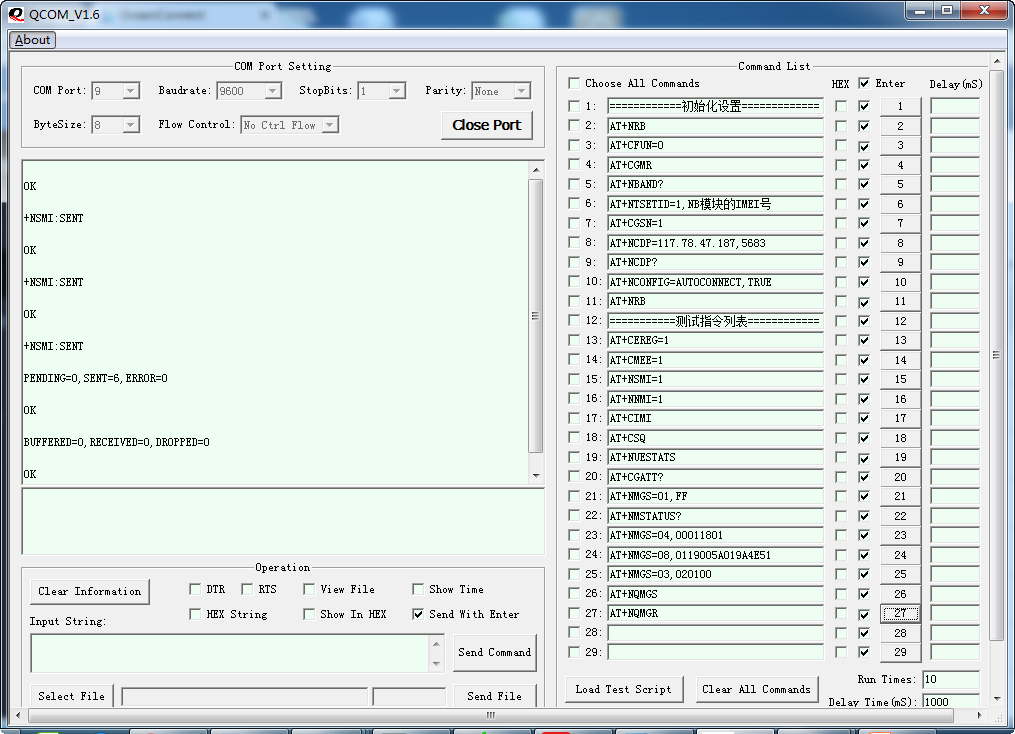 QCOM_V1.6
About
COM Port Setting
COM Port: 9 Baudrate: 9600 StopBits: 1 Parity: None
ByteSize: 8 Flow Control: No Ctrl Flow Close Port
OK
+NSMI:SENT
OK
+NSMI:SENT
OK
+NSMI:SENT
PENDING=0,SENT=6,ERROR=0
OK
BUFFERED=0,RECEIVED=0,DROPPED=0
OK
Operation
Clear Information DTR RTS View File Show Time
HEX String Show In HEX Send With Enter
Input String:
Send Command
Select File Send File
Command List
Choose All Commands HEX Enter Delay(mS)
1: ============初始化设置============= 1
2: AT+NRB 2
3: AT+CFUN=0 3
4: AT+CGMR 4
5: AT+NBAND? 5
6: AT+NTSETID=1,NB模块的IMEI号 6
7: AT+CGSN=1 7
8: AT+NCDP=117.78.47.187,5683 8
9: AT+NCDP? 9
10: AT+NCONFIG=AUTOCONNECT,TRUE 10
11: AT+NRB 11
12: ===========测试指令列表============ 12
13: AT+CEREG=1 13
14: AT+CMEE=1 14
15: AT+NSMI=1 15
16: AT+NNMI=1 16
17: AT+CIMI 17
18: AT+CSQ 18
19: AT+NUESTATS 19
20: AT+CGATT? 20
21: AT+NMGS=01,FF 21
22: AT+NMSTATUS? 22
23: AT+NMGS=04,00011801 23
24: AT+NMGS=08,0119005A019A4E51 24
25: AT+NMGS=03,020100 25
26: AT+NQMGS 26
27: AT+NQMGR 27
28: 28
29: 29
Run Times: 10
Load Test Script Clear All Commands
Delay Time(mS): 1000